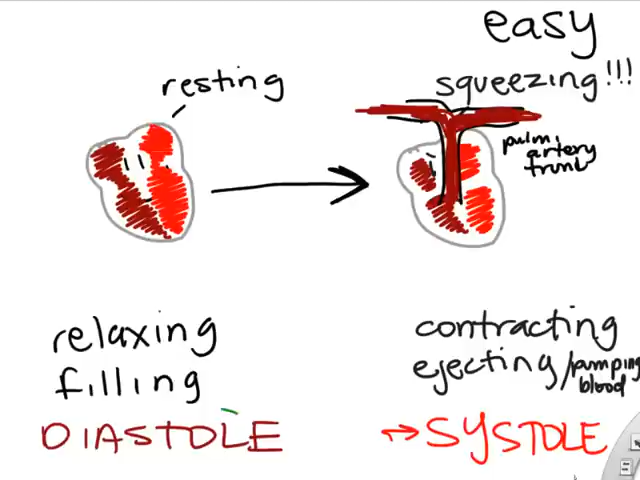 easy
resting
squeezing!!!
pulm.
artery
trunk
relaxing
filling
DIASTOLE
contracting
ejecting/pumping
blood
→SYSTOLE